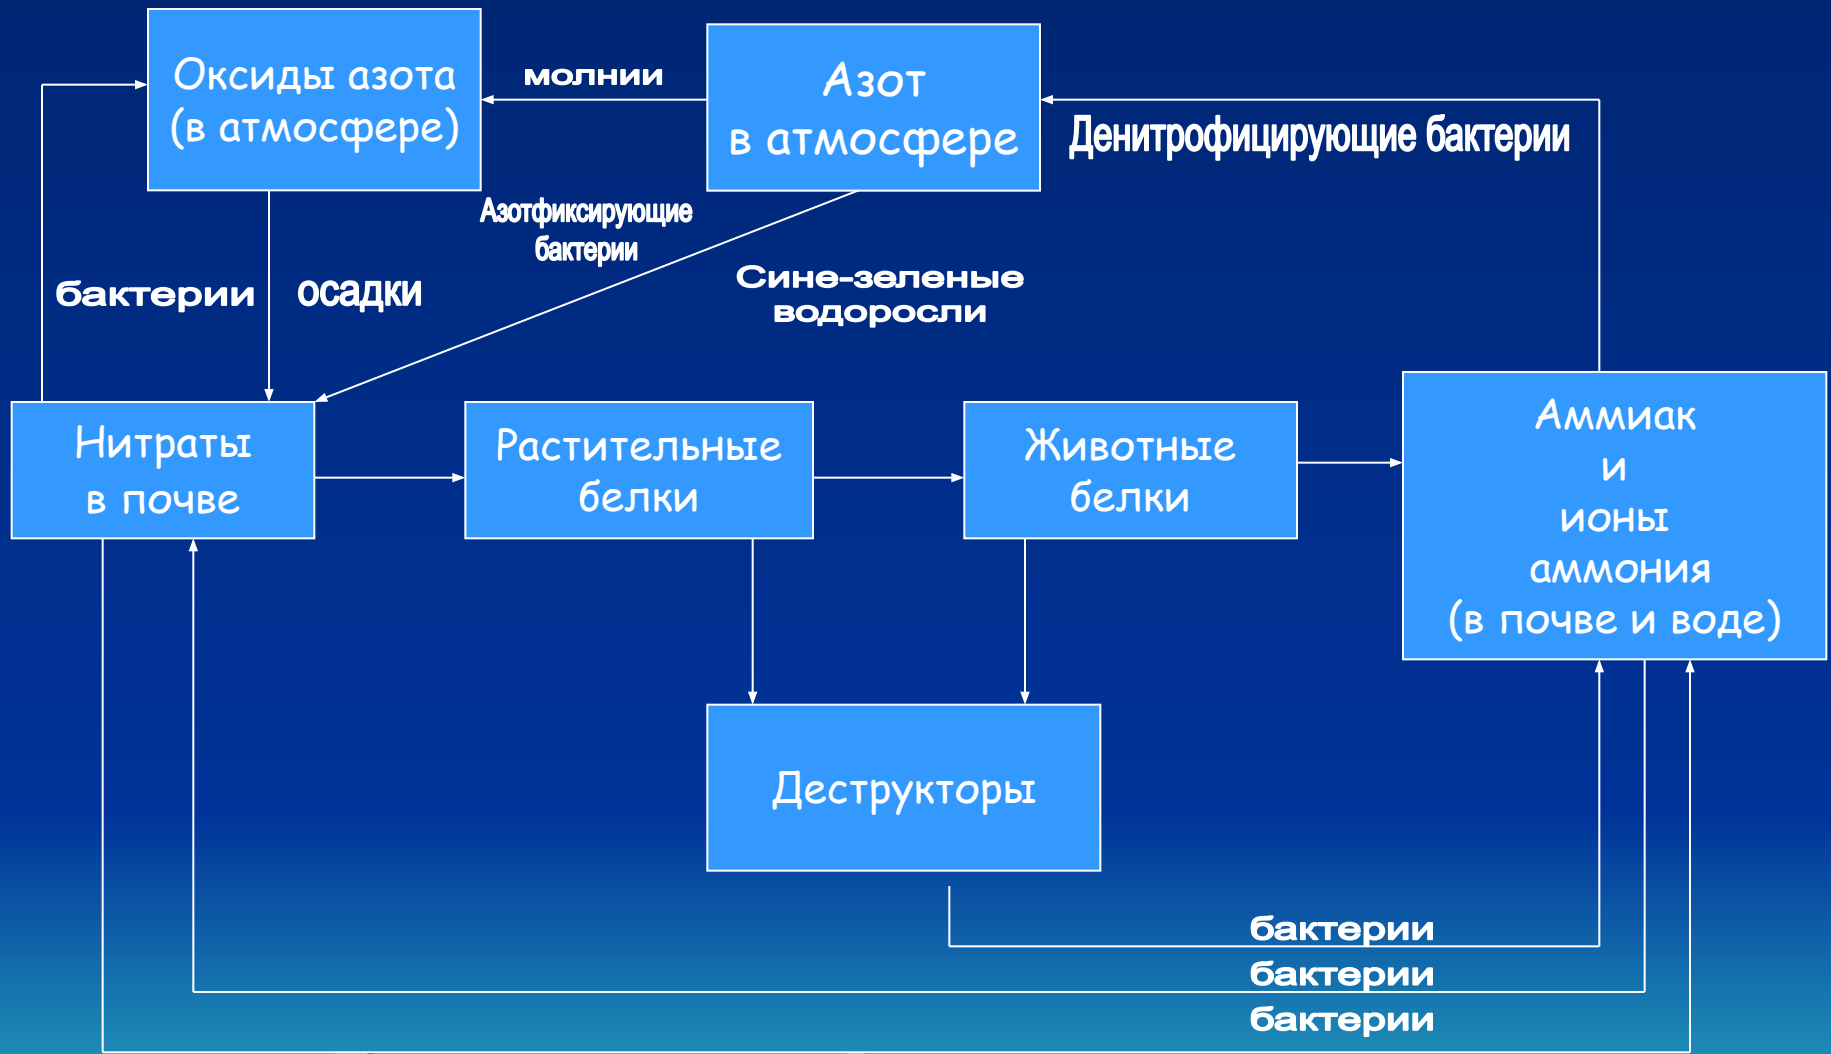 Оксиды азота
(в атмосфере)
молнии
Азот
в атмосфере
Денитрофицирующие бактерии
Азотфиксирующие
бактерии
Сине-зеленые
водоросли
бактерии
осадки
Нитраты
в почве
Растительные
белки
Животные
белки
Аммиак
и
ионы
аммония
(в почве и воде)
Деструкторы
бактерии
бактерии
бактерии